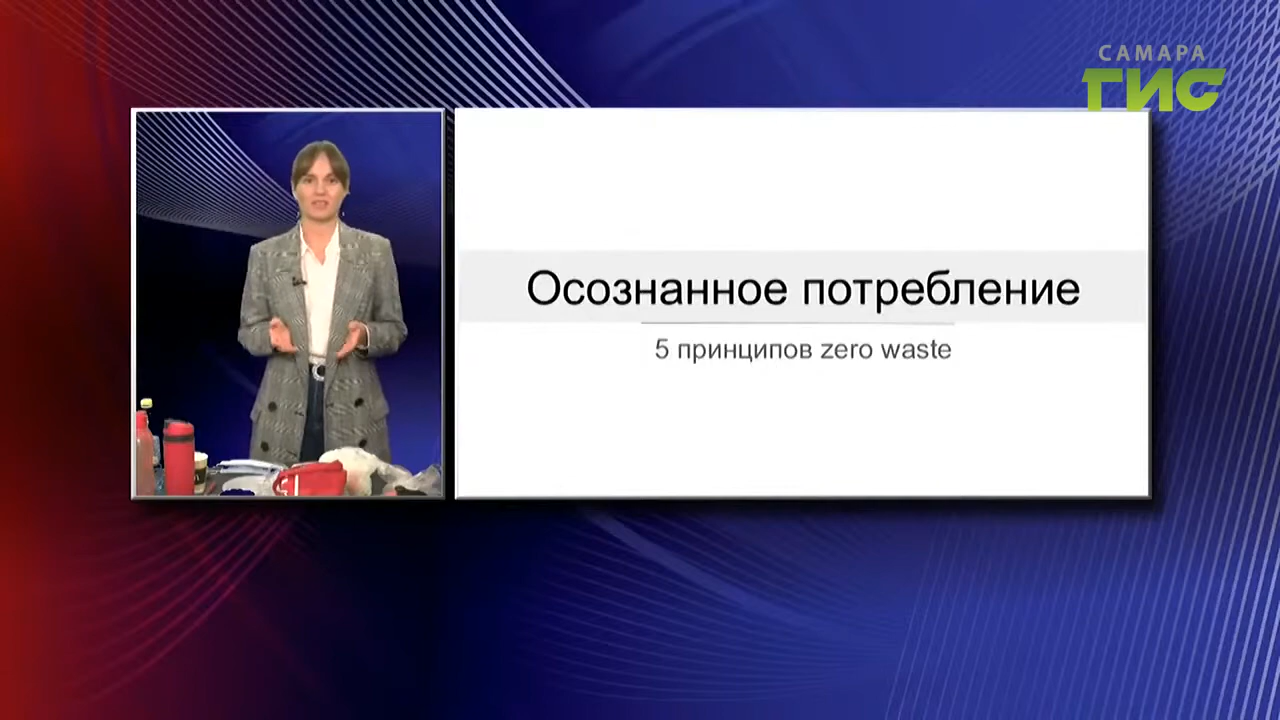 САМАРА
ГИС
Осознанное потребление
5 принципов zero waste